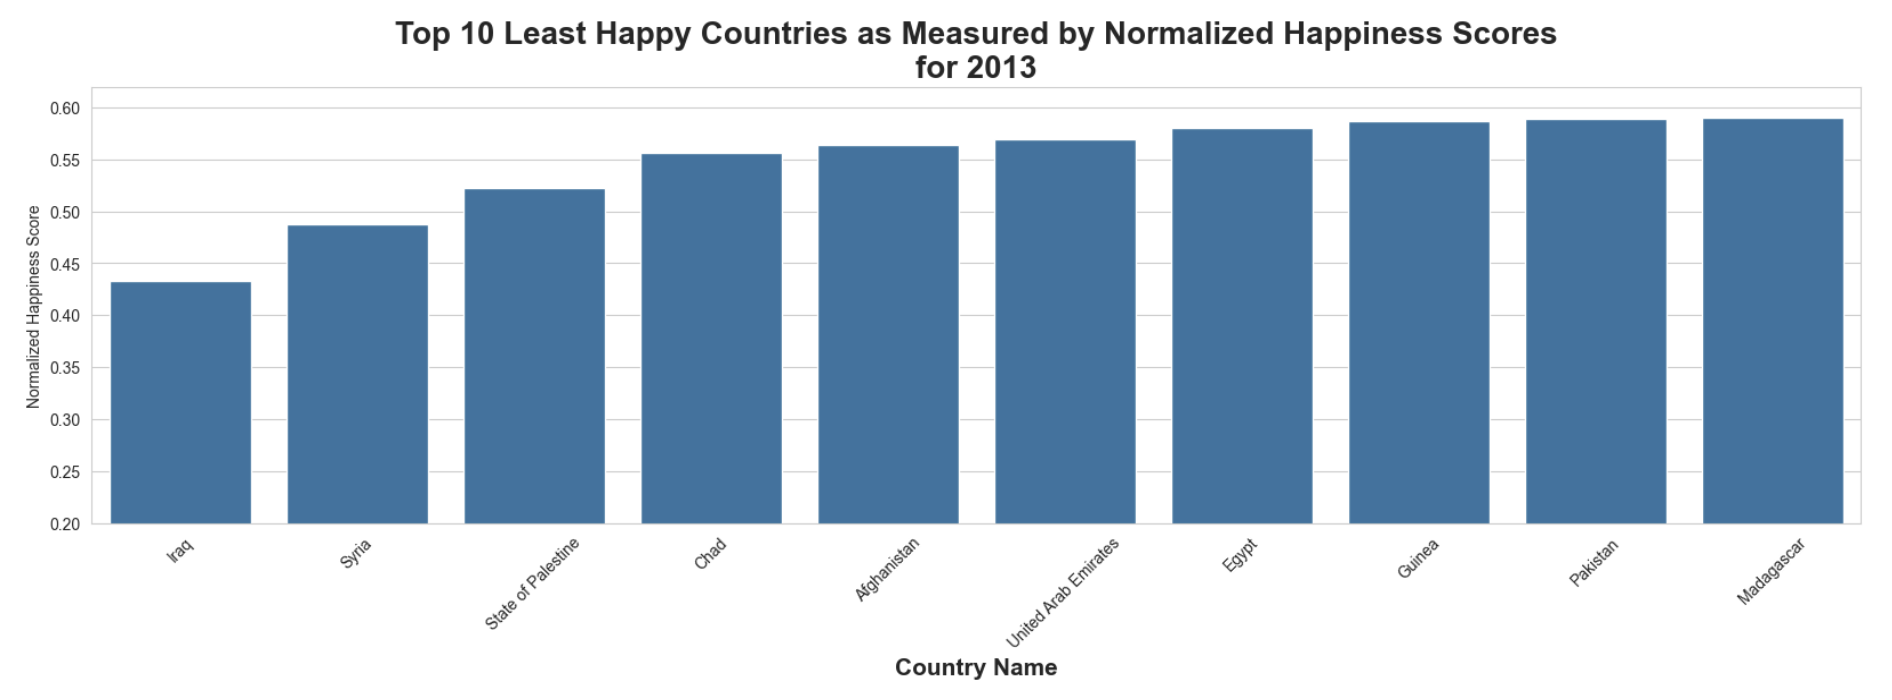 Top 10 Least Happy Countries as Measured by Normalized Happiness Scores
for 2013
Normalized Happiness Score
0.60
0.55
0.50
0.45
0.40
0.35
0.30
0.25
0.20
Iraq
Syria
State of Palestine
Chad
Afghanistan
United Arab Emirates
Egypt
Guinea
Pakistan
Madagascar
Country Name